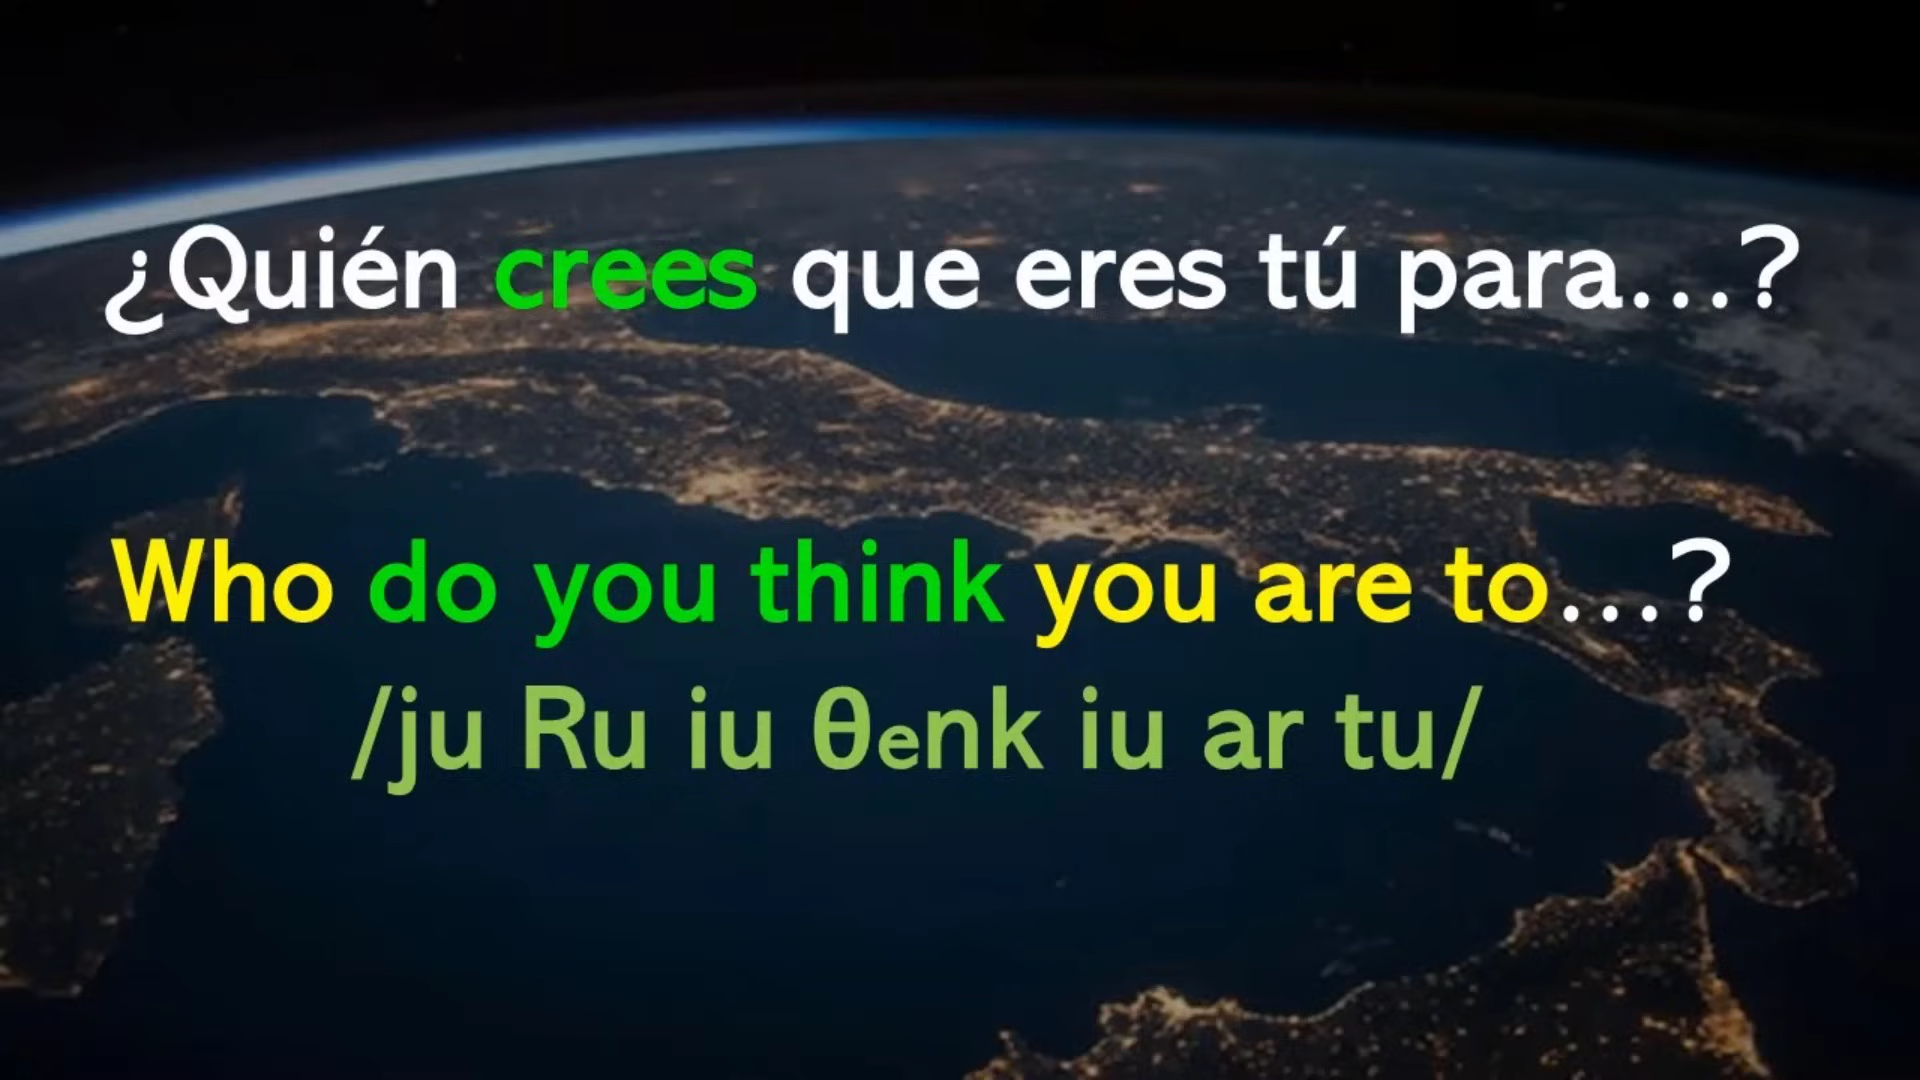 ¿Quién crees que eres tú para...?
Who do you think you are to...?
/ju Ru iu θenk iu ar tu/